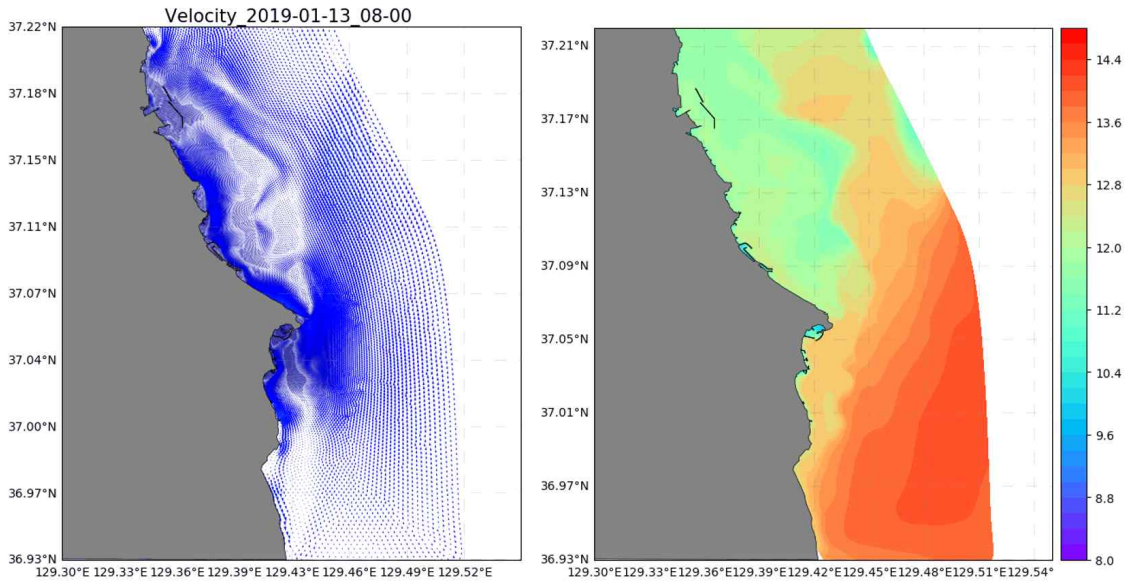 Velocity_2019-01-13_08-00
37.22°N
37.18°N
37.15°N
37.11°N
37.07°N
37.04°N
37.00°N
36.97°N
36.93°N
129.30°E 129.33°E 129.36°E 129.39°E 129.43°E 129.46°E 129.49°E 129.52°E
37.21°N
37.17°N
37.13°N
37.09°N
37.05°N
37.01°N
36.97°N
36.93°N
129.30°E 129.33°E 129.36°E 129.39°E 129.42°E 129.45°E 129.48°E 129.51°E 129.54°E
14.4
13.6
12.8
12.0
11.2
10.4
9.6
8.8
8.0